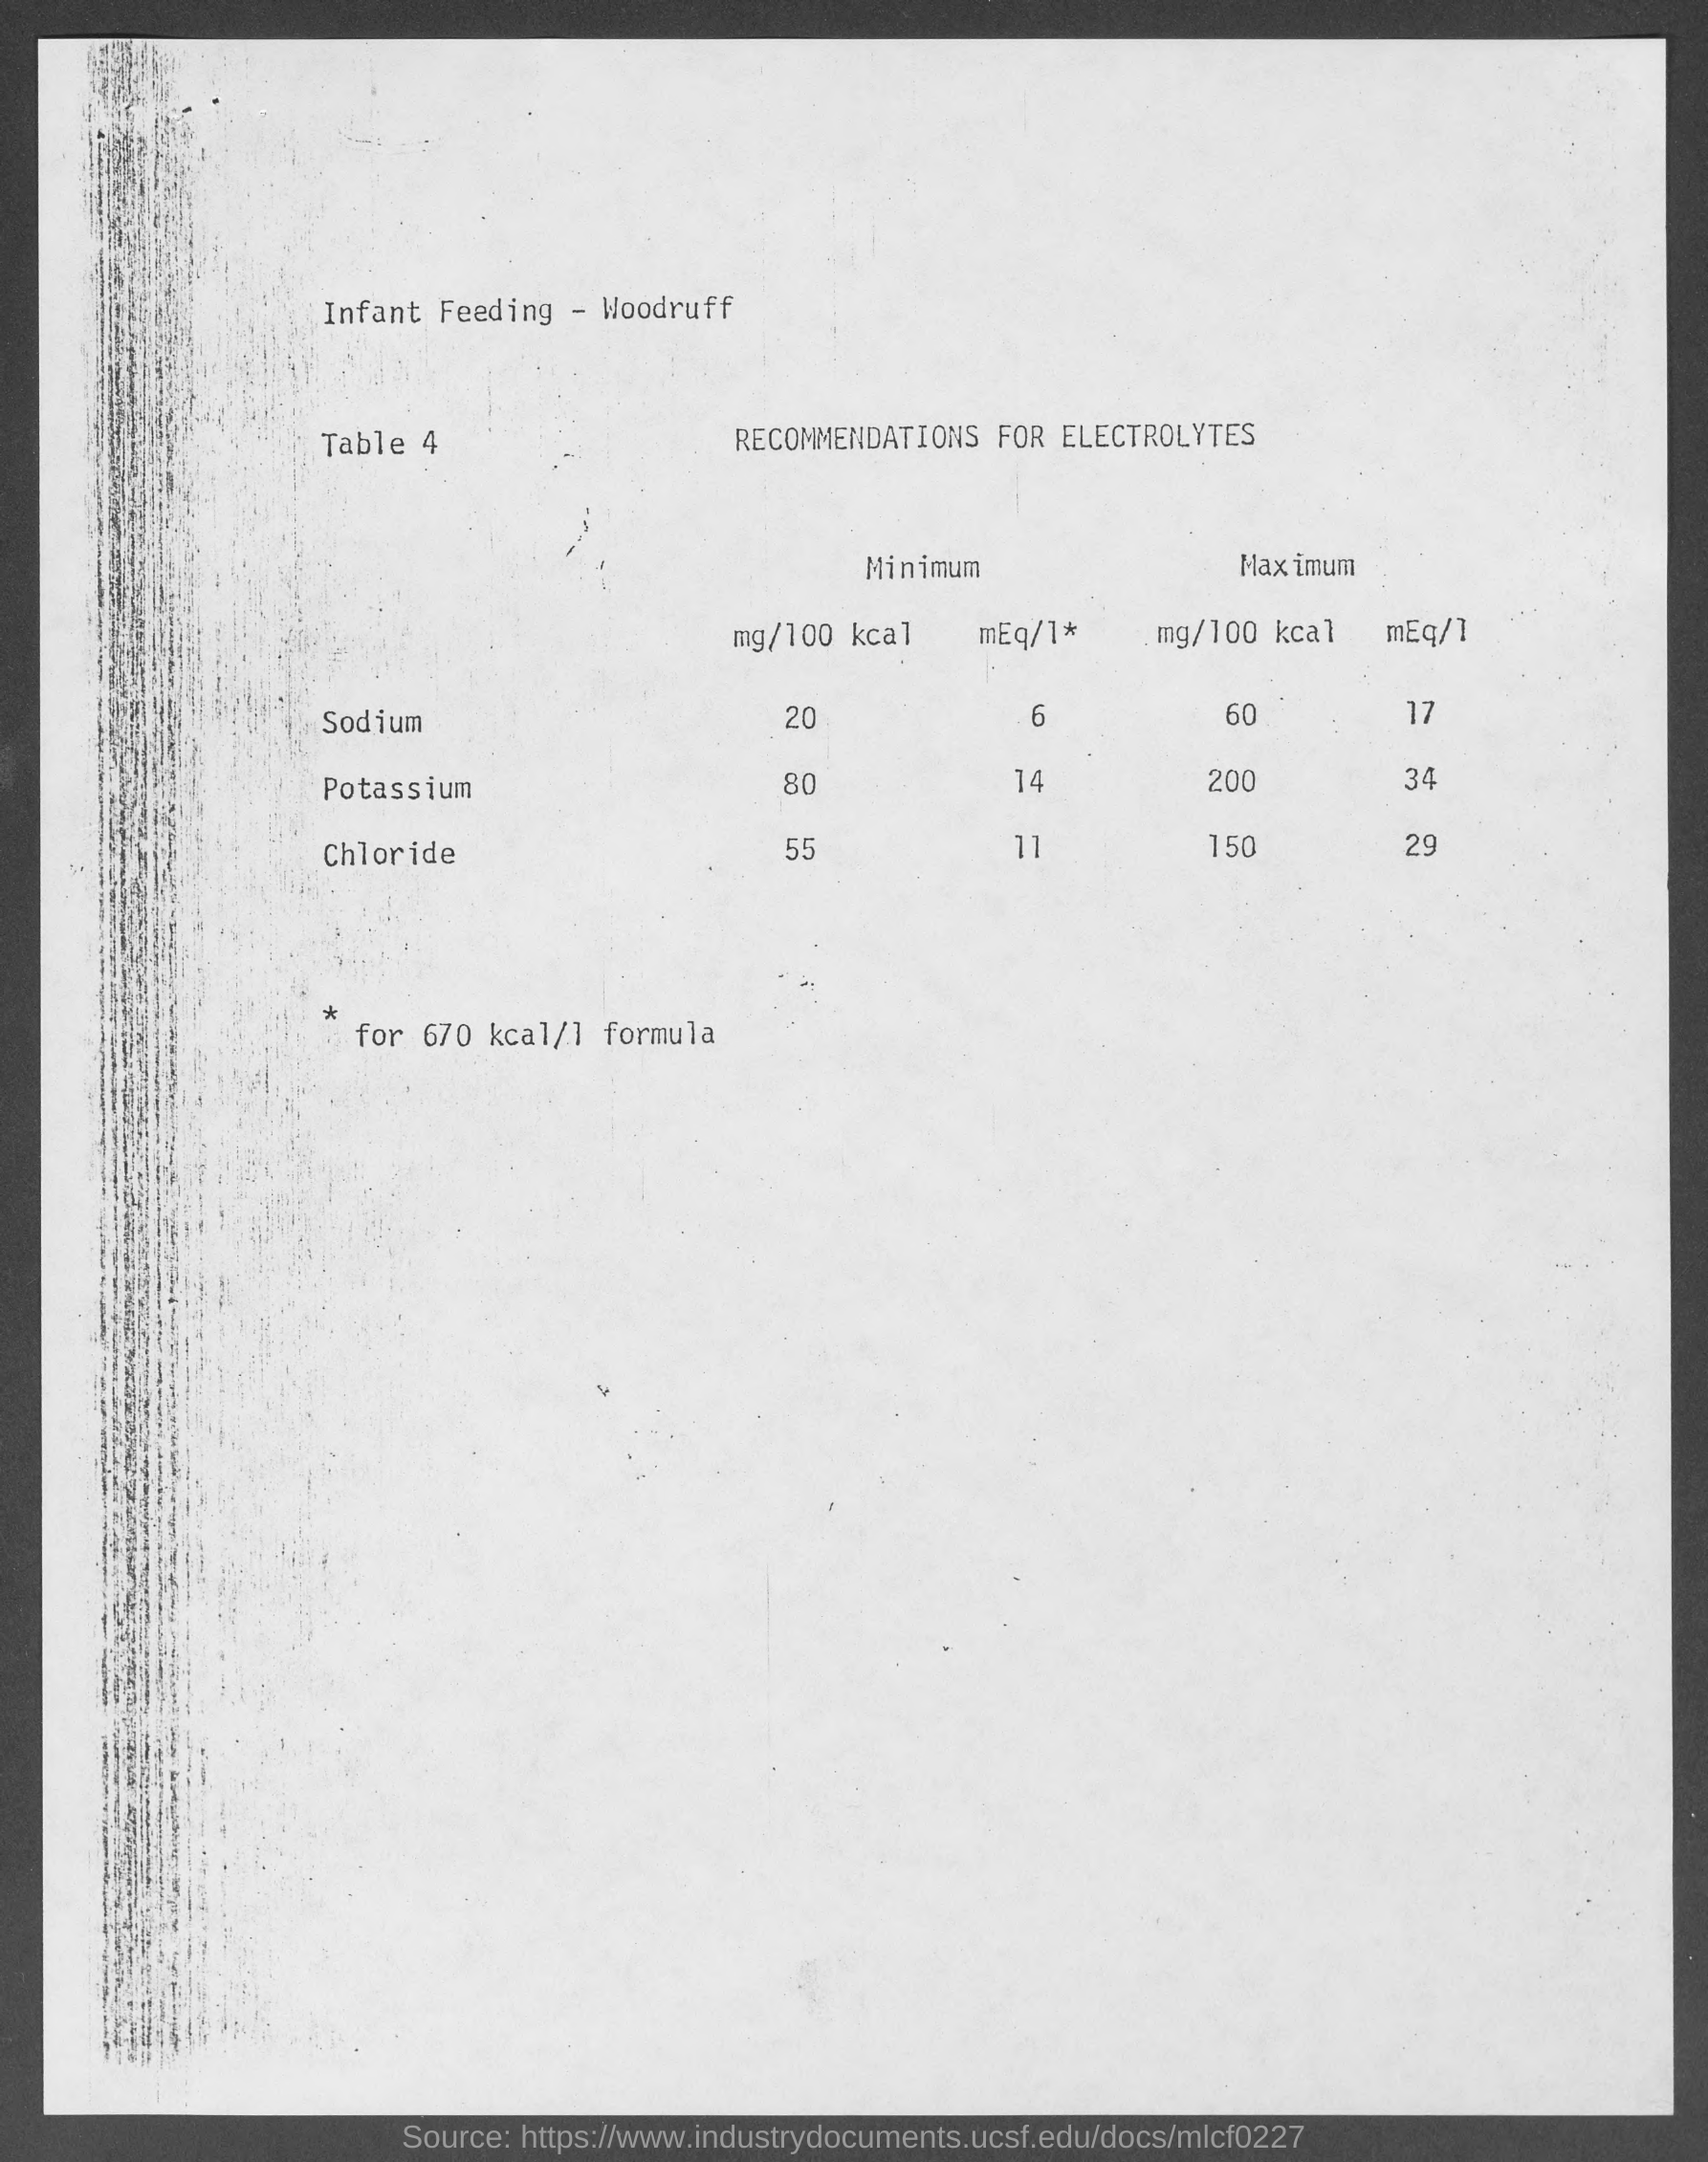 Infant Feeding - Woodruff
Table 4 RECOMMENDATIONS FOR ELECTROLYTES
Minimum Maximum
mg/100 kcal mEq/l* mg/100 kcal mEq/l
Sodium 20 6 60 17
Potassium 80 14 200 34
Chloride 55 11 150 29
* for 670 kcal/l formula
Source: https://www.industrydocuments.ucsf.edu/docs/mlcf0227